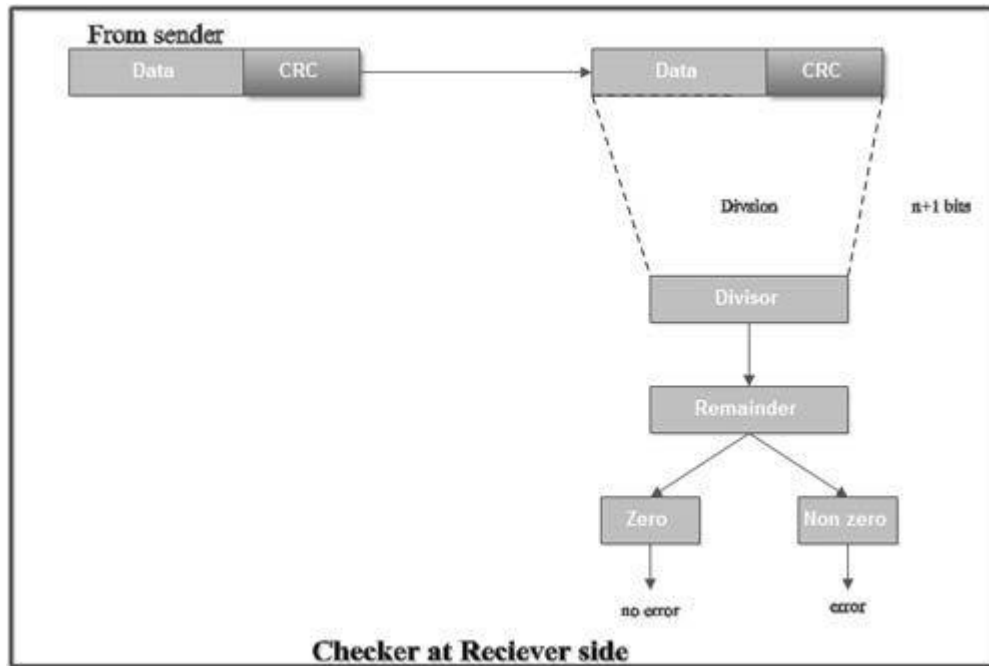 From sender
Data CRC
Data CRC
Divsion n+1 bits
Divisor
Remainder
Zero Non zero
no error error
Checker at Reciever side